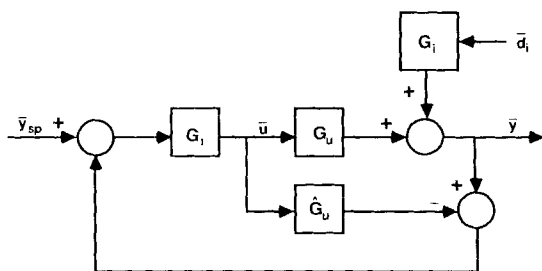 G_i
d̄_i
+
ȳ_sp +
G_1
ū
G_u
+
ȳ
+
Ĝ_u
−